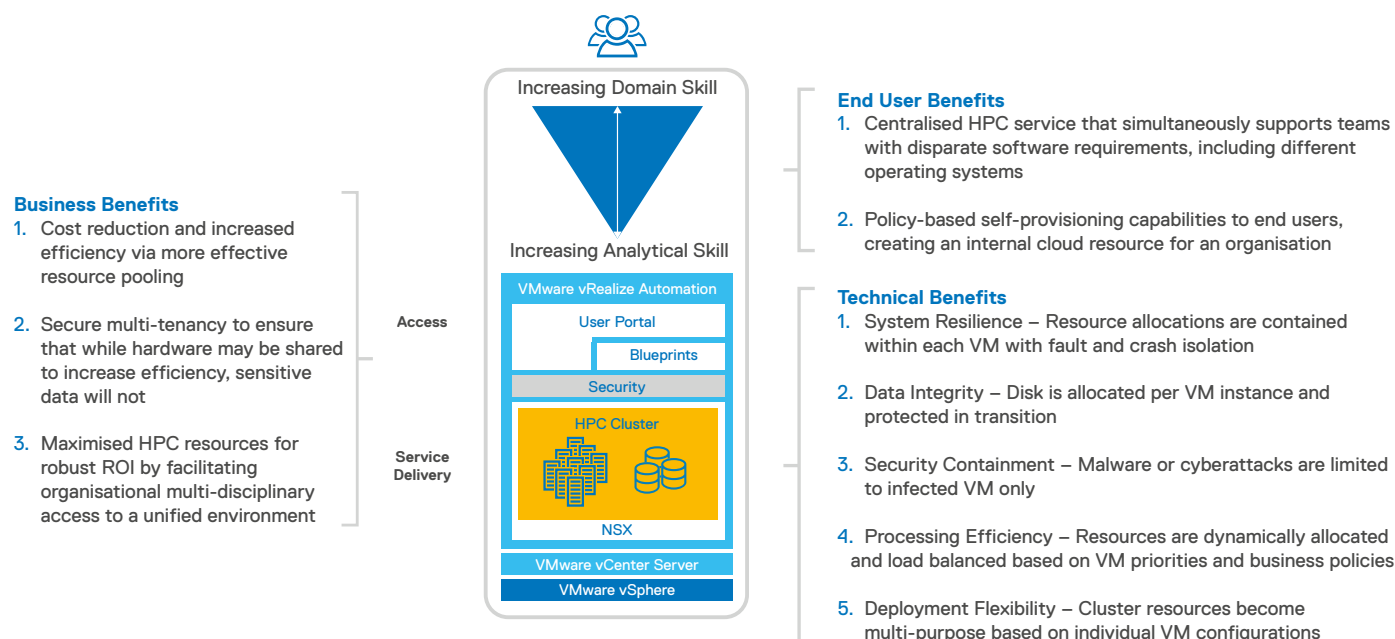 Business Benefits
1. Cost reduction and increased
efficiency via more effective
resource pooling
2. Secure multi-tenancy to ensure
that while hardware may be shared
to increase efficiency, sensitive
data will not
3. Maximised HPC resources for
robust ROI by facilitating
organisational multi-disciplinary
access to a unified environment
Access
Service
Delivery
Increasing Domain Skill
Increasing Analytical Skill
VMware vRealize Automation
User Portal
Blueprints
Security
HPC Cluster
NSX
VMware vCenter Server
VMware vSphere
End User Benefits
1. Centralised HPC service that simultaneously supports teams
with disparate software requirements, including different
operating systems
2. Policy-based self-provisioning capabilities to end users,
creating an internal cloud resource for an organisation
Technical Benefits
1. System Resilience – Resource allocations are contained
within each VM with fault and crash isolation
2. Data Integrity – Disk is allocated per VM instance and
protected in transition
3. Security Containment – Malware or cyberattacks are limited
to infected VM only
4. Processing Efficiency – Resources are dynamically allocated
and load balanced based on VM priorities and business policies
5. Deployment Flexibility – Cluster resources become
multi-purpose based on individual VM configurations